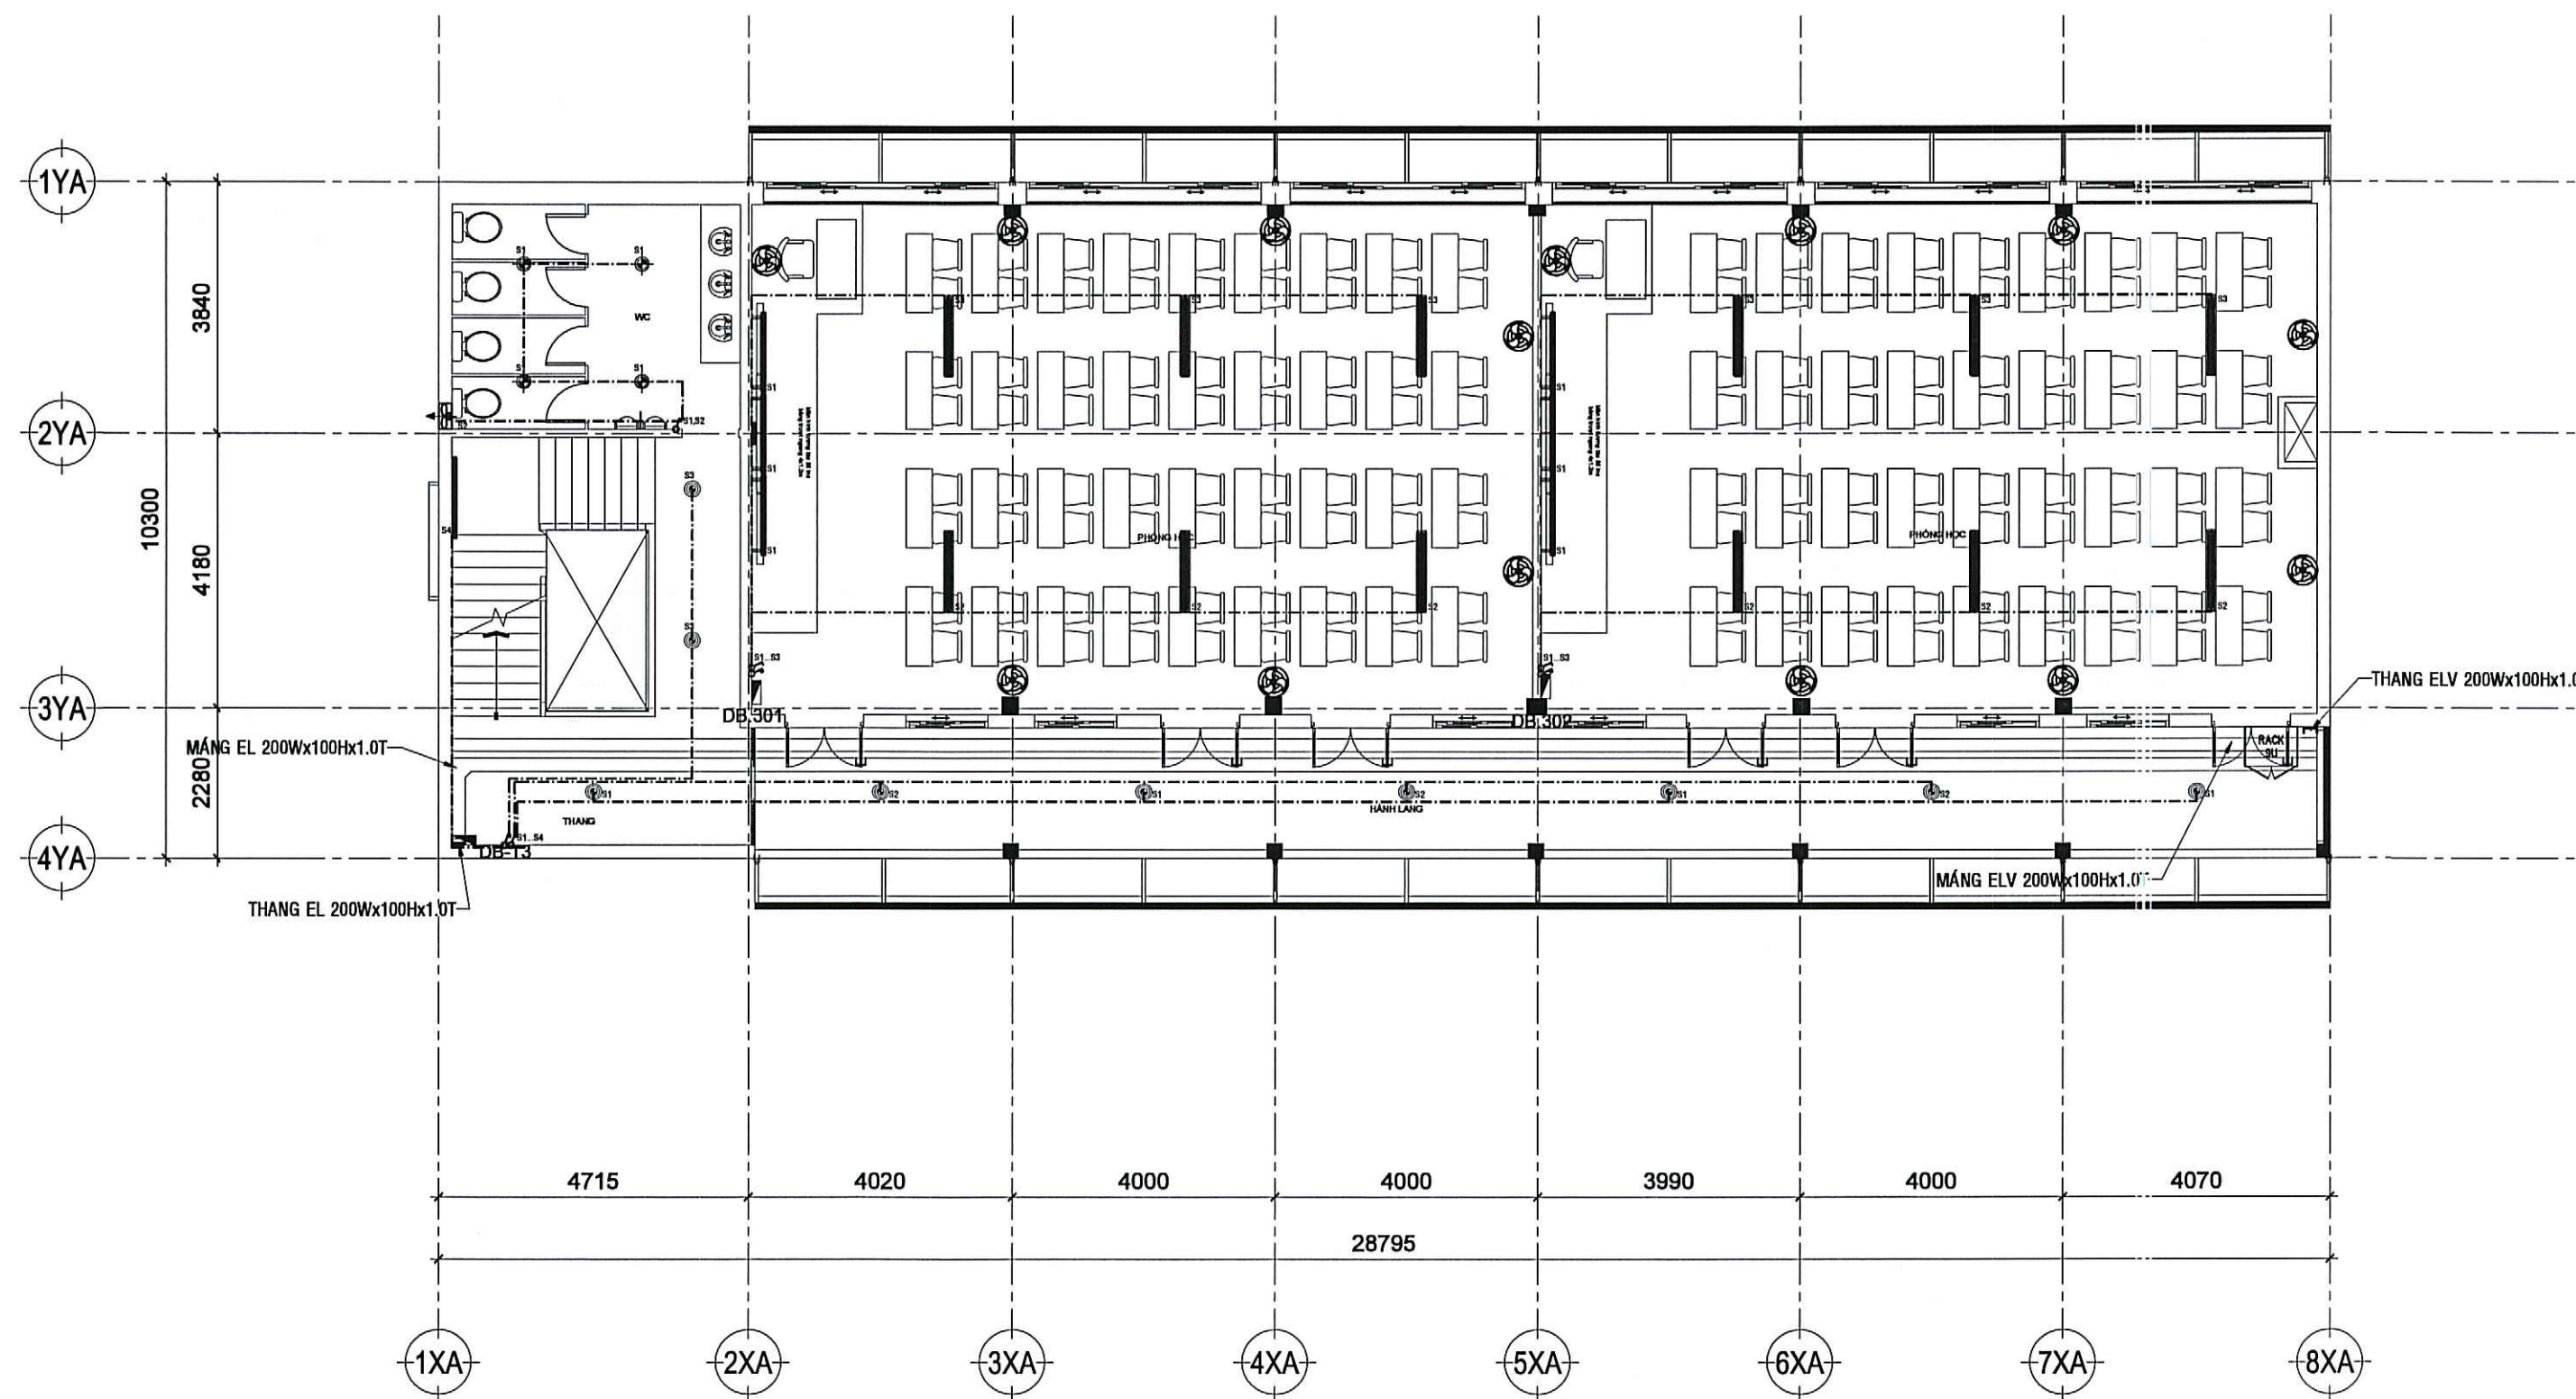 1YA
2YA
3YA
4YA
10300
3840
4180
2280
S1
S1
WC
S1
S1
S2
S1,S2
S3
S3
S4
S3
S3
S3
S1
S1
S1
PHÒNG HỌC
S2
S2
S2
S1...S3
DB.301
S3
S3
S3
S1
S1
S1
PHÒNG HỌC
S2
S2
S2
S1...S3
DB.302
THANG ELV 200Wx100Hx1.0
MÁNG EL 200Wx100Hx1.0T
RACK
9U
S1
S2
S1
S2
S1
S2
S1
THANG
HÀNH LANG
S1...S4
DB-T3
THANG EL 200Wx100Hx1.0T
MÁNG ELV 200Wx100Hx1.0T
4715
4020
4000
4000
3990
4000
4070
28795
1XA
2XA
3XA
4XA
5XA
6XA
7XA
8XA